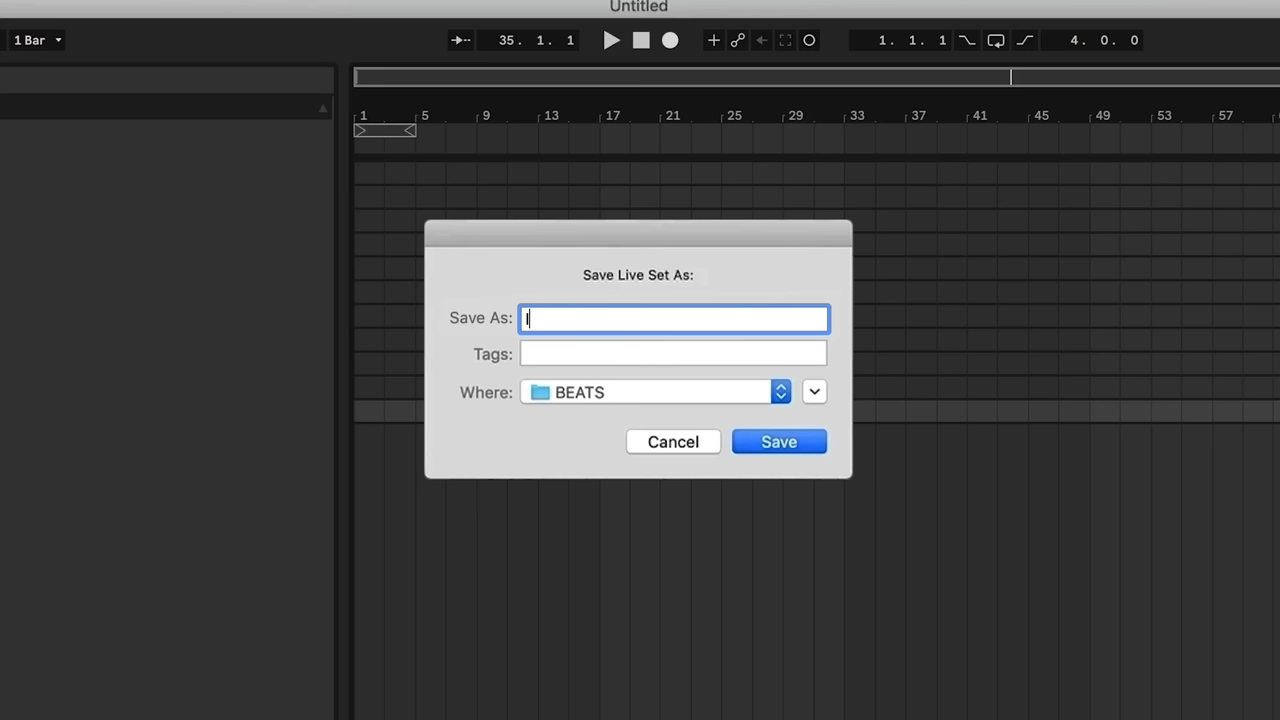 Untitled
1 Bar 35. 1. 1 1. 1. 1 4. 0. 0
1 5 9 13 17 21 25 29 33 37 41 45 49 53 57
Save Live Set As:
Save As: I
Tags:
Where: BEATS
Cancel Save